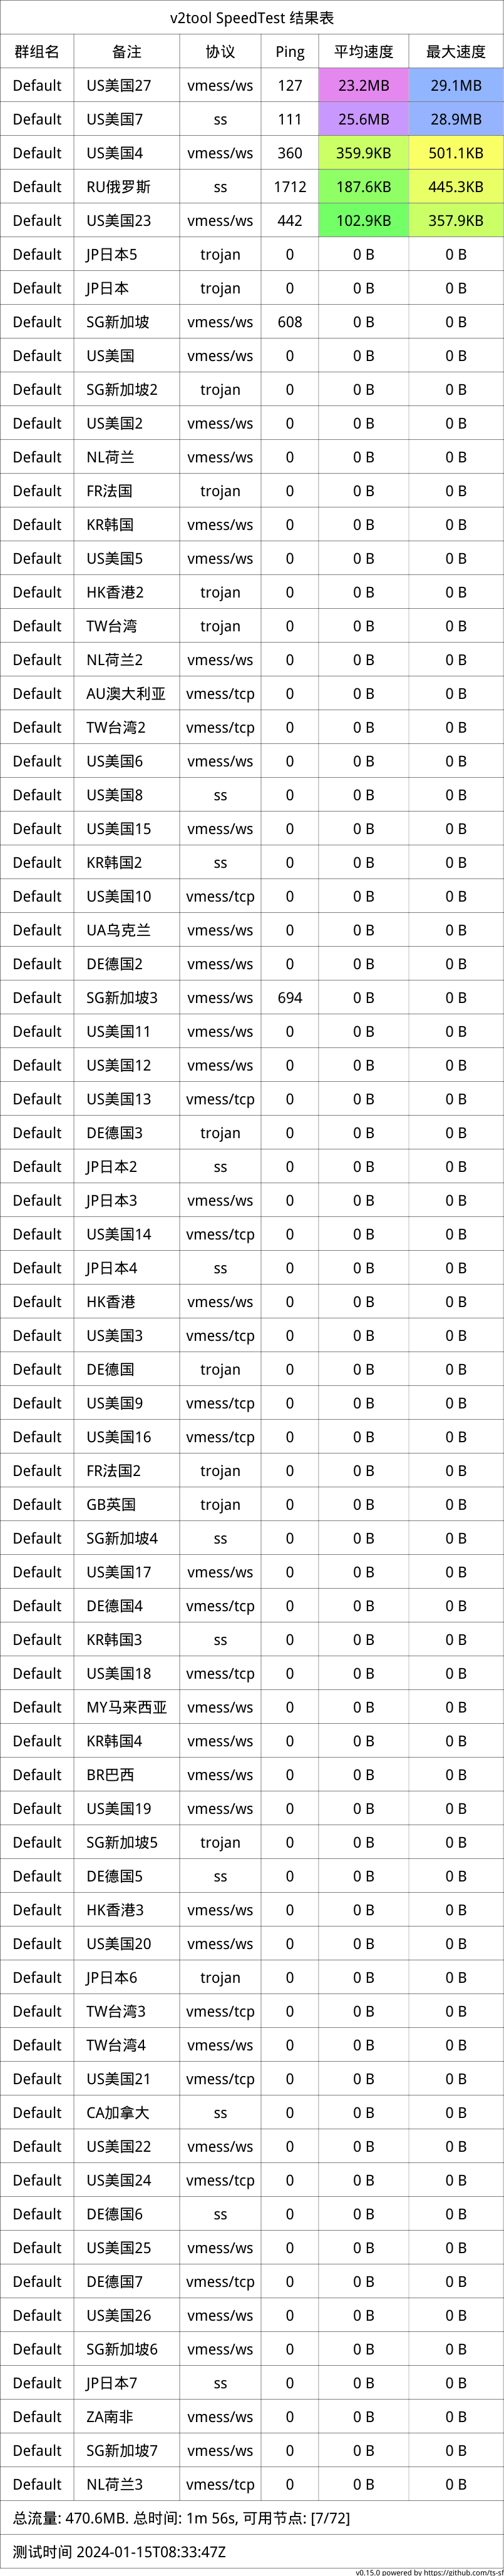 v2tool SpeedTest 结果表
群组名 备注 协议 Ping 平均速度 最大速度
Default US美国27 vmess/ws 127 23.2MB 29.1MB
Default US美国7 ss 111 25.6MB 28.9MB
Default US美国4 vmess/ws 360 359.9KB 501.1KB
Default RU俄罗斯 ss 1712 187.6KB 445.3KB
Default US美国23 vmess/ws 442 102.9KB 357.9KB
Default JP日本5 trojan 0 0 B 0 B
Default JP日本 trojan 0 0 B 0 B
Default SG新加坡 vmess/ws 608 0 B 0 B
Default US美国 vmess/ws 0 0 B 0 B
Default SG新加坡2 trojan 0 0 B 0 B
Default US美国2 vmess/ws 0 0 B 0 B
Default NL荷兰 vmess/ws 0 0 B 0 B
Default FR法国 trojan 0 0 B 0 B
Default KR韩国 vmess/ws 0 0 B 0 B
Default US美国5 vmess/ws 0 0 B 0 B
Default HK香港2 trojan 0 0 B 0 B
Default TW台湾 trojan 0 0 B 0 B
Default NL荷兰2 vmess/ws 0 0 B 0 B
Default AU澳大利亚 vmess/tcp 0 0 B 0 B
Default TW台湾2 vmess/tcp 0 0 B 0 B
Default US美国6 vmess/ws 0 0 B 0 B
Default US美国8 ss 0 0 B 0 B
Default US美国15 vmess/ws 0 0 B 0 B
Default KR韩国2 ss 0 0 B 0 B
Default US美国10 vmess/tcp 0 0 B 0 B
Default UA乌克兰 vmess/ws 0 0 B 0 B
Default DE德国2 vmess/ws 0 0 B 0 B
Default SG新加坡3 vmess/ws 694 0 B 0 B
Default US美国11 vmess/ws 0 0 B 0 B
Default US美国12 vmess/ws 0 0 B 0 B
Default US美国13 vmess/tcp 0 0 B 0 B
Default DE德国3 trojan 0 0 B 0 B
Default JP日本2 ss 0 0 B 0 B
Default JP日本3 vmess/ws 0 0 B 0 B
Default US美国14 vmess/tcp 0 0 B 0 B
Default JP日本4 ss 0 0 B 0 B
Default HK香港 vmess/ws 0 0 B 0 B
Default US美国3 vmess/tcp 0 0 B 0 B
Default DE德国 trojan 0 0 B 0 B
Default US美国9 vmess/tcp 0 0 B 0 B
Default US美国16 vmess/tcp 0 0 B 0 B
Default FR法国2 trojan 0 0 B 0 B
Default GB英国 trojan 0 0 B 0 B
Default SG新加坡4 ss 0 0 B 0 B
Default US美国17 vmess/ws 0 0 B 0 B
Default DE德国4 vmess/tcp 0 0 B 0 B
Default KR韩国3 ss 0 0 B 0 B
Default US美国18 vmess/tcp 0 0 B 0 B
Default MY马来西亚 vmess/ws 0 0 B 0 B
Default KR韩国4 vmess/ws 0 0 B 0 B
Default BR巴西 vmess/ws 0 0 B 0 B
Default US美国19 vmess/ws 0 0 B 0 B
Default SG新加坡5 trojan 0 0 B 0 B
Default DE德国5 ss 0 0 B 0 B
Default HK香港3 vmess/ws 0 0 B 0 B
Default US美国20 vmess/ws 0 0 B 0 B
Default JP日本6 trojan 0 0 B 0 B
Default TW台湾3 vmess/tcp 0 0 B 0 B
Default TW台湾4 vmess/ws 0 0 B 0 B
Default US美国21 vmess/tcp 0 0 B 0 B
Default CA加拿大 ss 0 0 B 0 B
Default US美国22 vmess/ws 0 0 B 0 B
Default US美国24 vmess/tcp 0 0 B 0 B
Default DE德国6 ss 0 0 B 0 B
Default US美国25 vmess/ws 0 0 B 0 B
Default DE德国7 vmess/tcp 0 0 B 0 B
Default US美国26 vmess/ws 0 0 B 0 B
Default SG新加坡6 vmess/ws 0 0 B 0 B
Default JP日本7 ss 0 0 B 0 B
Default ZA南非 vmess/ws 0 0 B 0 B
Default SG新加坡7 vmess/ws 0 0 B 0 B
Default NL荷兰3 vmess/tcp 0 0 B 0 B
总流量: 470.6MB. 总时间: 1m 56s, 可用节点: [7/72]
测试时间 2024-01-15T08:33:47Z
v0.15.0 powered by https://github.com/ts-sf